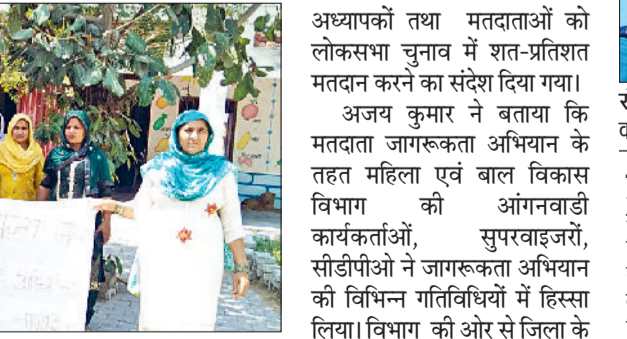 अध्यापकों तथा मतदाताओं को
लोकसभा चुनाव में शत-प्रतिशत
मतदान करने का संदेश दिया गया।
अजय कुमार ने बताया कि
मतदाता जागरूकता अभियान के
तहत महिला एवं बाल विकास
विभाग की आंगनवाडी
कार्यकर्ताओं, सुपरवाइजरों,
सीडीपीओ ने जागरूकता अभियान
की विभिन्न गतिविधियों में हिस्सा
लिया। विभाग की ओर से जिला के